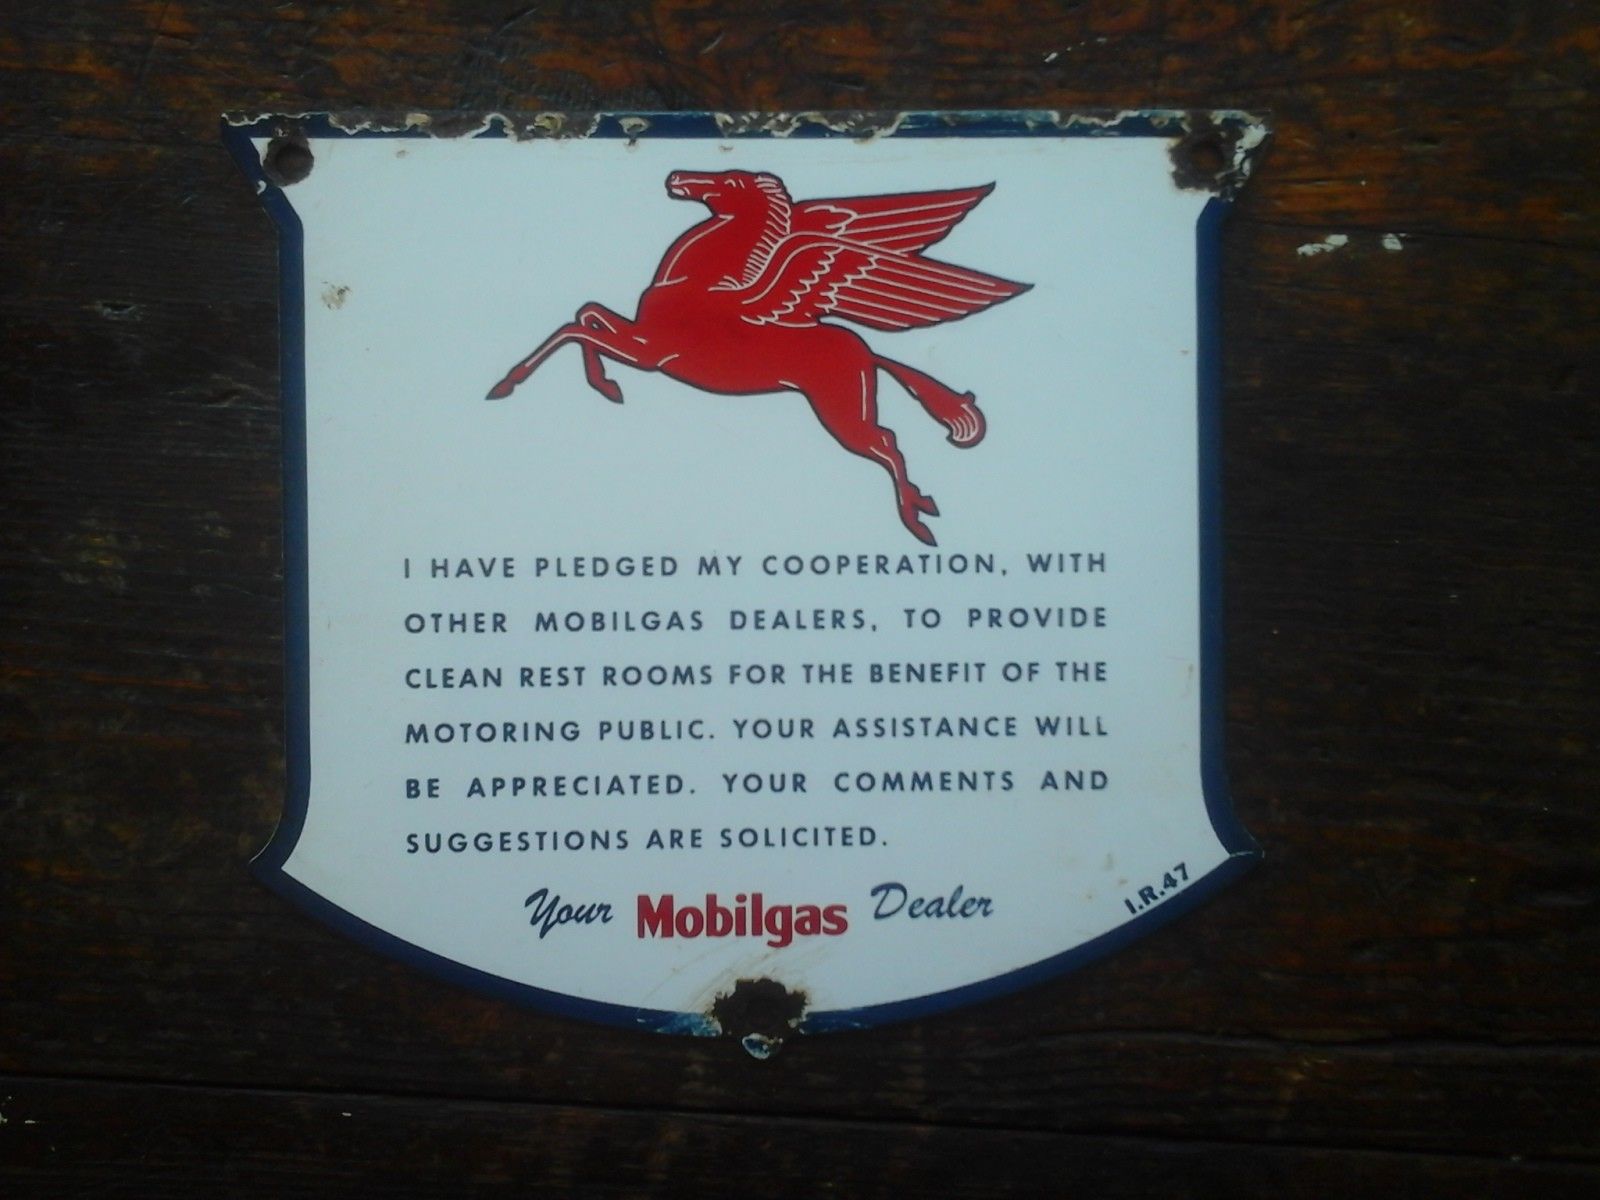 I HAVE PLEDGED MY COOPERATION, WITH
OTHER MOBILGAS DEALERS, TO PROVIDE
CLEAN REST ROOMS FOR THE BENEFIT OF THE
MOTORING PUBLIC. YOUR ASSISTANCE WILL
BE APPRECIATED. YOUR COMMENTS AND
SUGGESTIONS ARE SOLICITED.
Your Mobilgas Dealer
I.R.47